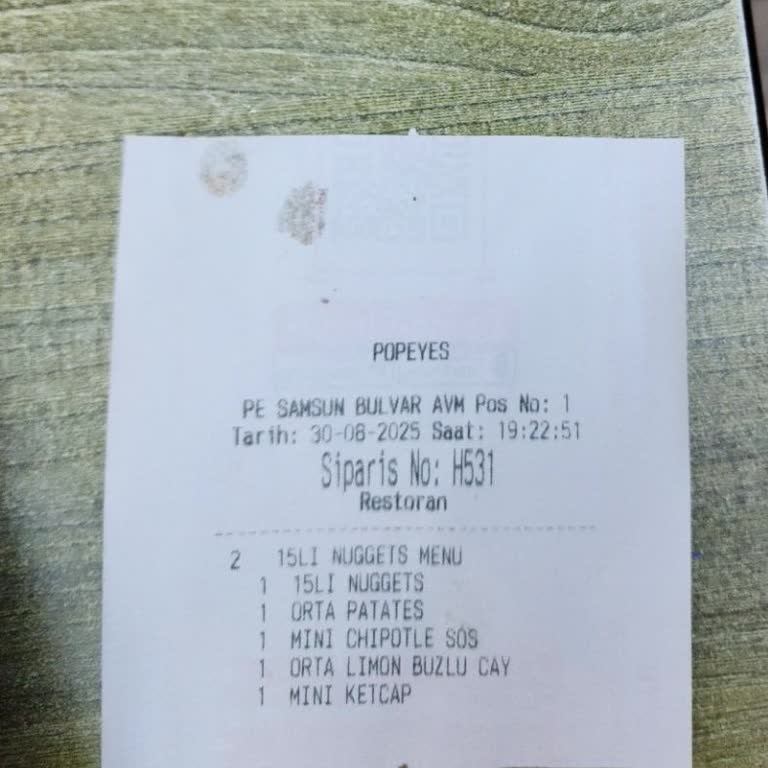 POPEYES
PE SAMSUN BULVAR AVM Pos No: 1
Tarih: 30-08-2025 Saat: 19:22:51
Siparis No: H531
Restoran
2 15LI NUGGETS MENU
1 15LI NUGGETS
1 ORTA PATATES
1 MINI CHIPOTLE SOS
1 ORTA LIMON BUZLU CAY
1 MINI KETCAP